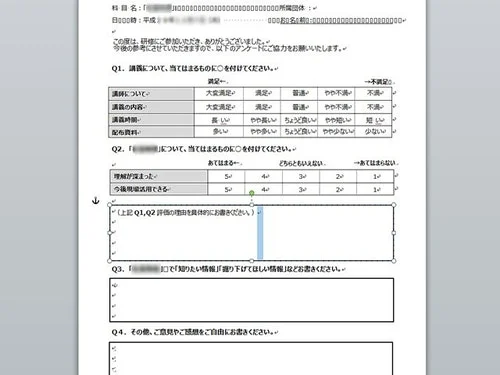 科 目 名：「 所属団体 ：
日□□□時：平成 お□名□前□：
この度は、研修にご参加いただき、ありがとうございました。
今後の参考にさせていただきますので、以下のアンケートにご協力をお願いいたします。
Q1．講義について、当てはまるものに○を付けてください。
満足← →不満足
講師について 大変満足 満足 普通 やや不満 不満
講義の内容 大変満足 満足 普通 やや不満 不満
講義時間 長 い やや長い ちょうど良い やや短い 短 い
配布資料 多い やや多い ちょうど良い やや少ない 少ない
Q2．「 」について、当てはまるものに○を付けてください。
あてはまる← どちらともいえない →あてはまらない
理解が深まった 5 4 3 2 1
今後現場活用できる 5 4 3 2 1
（上記 Q1,Q2 評価の理由を具体的にお書きください。）
Q3．「 」□で「知りたい情報」「掘り下げてほしい情報」などお書きください。
Q4．その他、ご意見やご感想をご自由にお書きください。